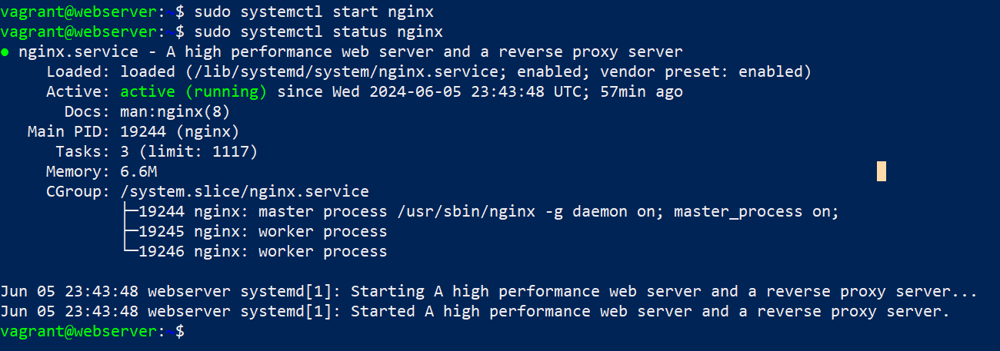 vagrant@webserver:~$ sudo systemctl start nginx
vagrant@webserver:~$ sudo systemctl status nginx
● nginx.service - A high performance web server and a reverse proxy server
     Loaded: loaded (/lib/systemd/system/nginx.service; enabled; vendor preset: enabled)
     Active: active (running) since Wed 2024-06-05 23:43:48 UTC; 57min ago
       Docs: man:nginx(8)
   Main PID: 19244 (nginx)
      Tasks: 3 (limit: 1117)
     Memory: 6.6M
     CGroup: /system.slice/nginx.service
             ├─19244 nginx: master process /usr/sbin/nginx -g daemon on; master_process on;
             ├─19245 nginx: worker process
             └─19246 nginx: worker process
Jun 05 23:43:48 webserver systemd[1]: Starting A high performance web server and a reverse proxy server...
Jun 05 23:43:48 webserver systemd[1]: Started A high performance web server and a reverse proxy server.
vagrant@webserver:~$